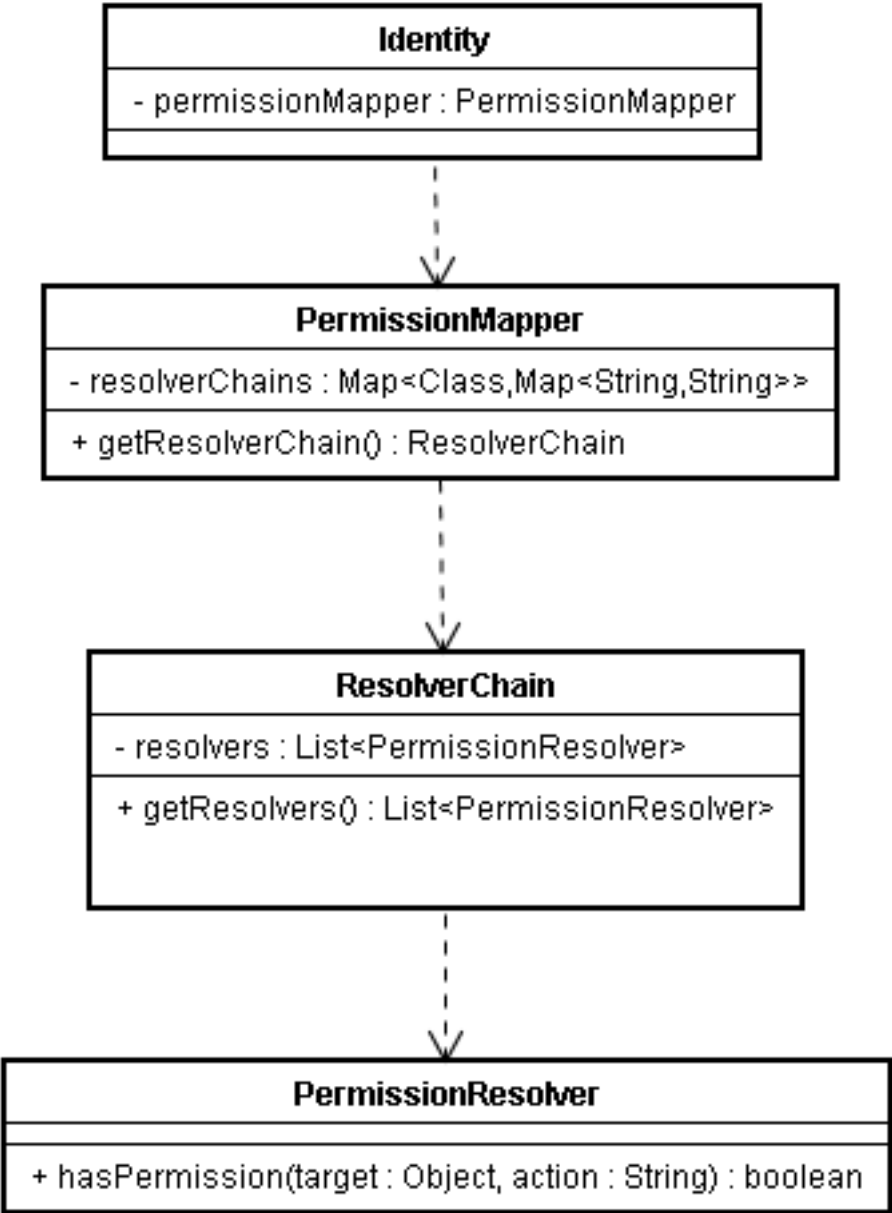 Identity
- permissionMapper : PermissionMapper
PermissionMapper
- resolverChains : Map<Class,Map<String,String>>
+ getResolverChain() : ResolverChain
ResolverChain
- resolvers : List<PermissionResolver>
+ getResolvers() : List<PermissionResolver>
PermissionResolver
+ hasPermission(target : Object, action : String) : boolean